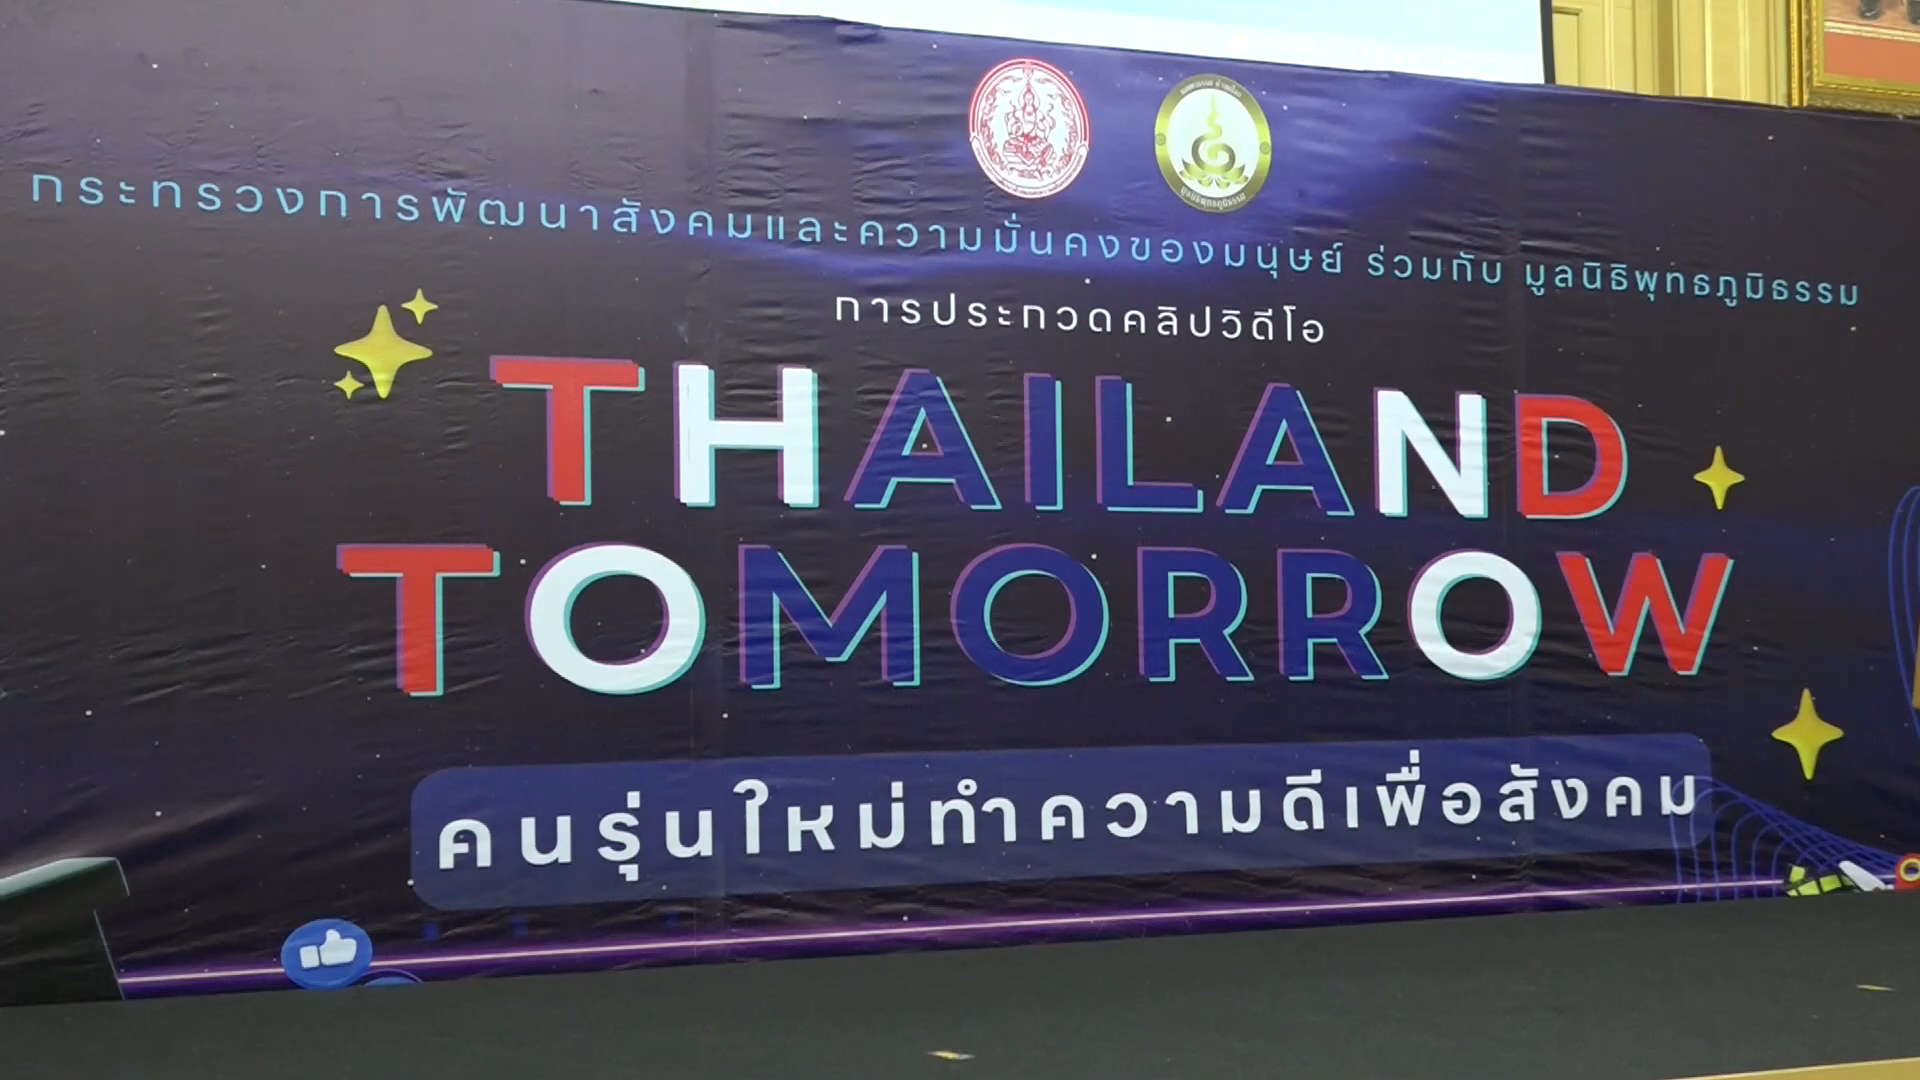 กระทรวงการพัฒนาสังคมและความมั่นคงของมนุษย์ ร่วมกับ มูลนิธิพุทธภูมิธรรม
การประกวดคลิปวิดีโอ
THAILAND
TOMORROW
คนรุ่นใหม่ทำความดีเพื่อสังคม